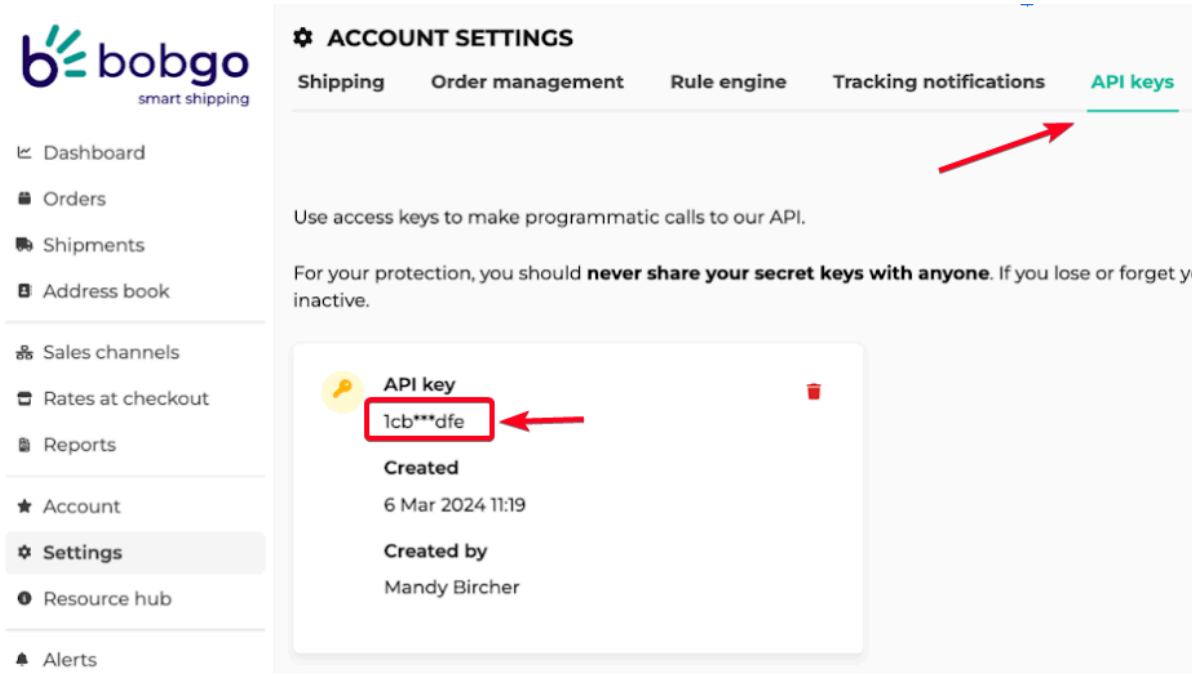 bobgo
smart shipping
Dashboard
Orders
Shipments
Address book
Sales channels
Rates at checkout
Reports
Account
Settings
Resource hub
Alerts
ACCOUNT SETTINGS
Shipping Order management Rule engine Tracking notifications API keys
Use access keys to make programmatic calls to our API.
For your protection, you should never share your secret keys with anyone. If you lose or forget
inactive.
API key
1cb***dfe
Created
6 Mar 2024 11:19
Created by
Mandy Bircher